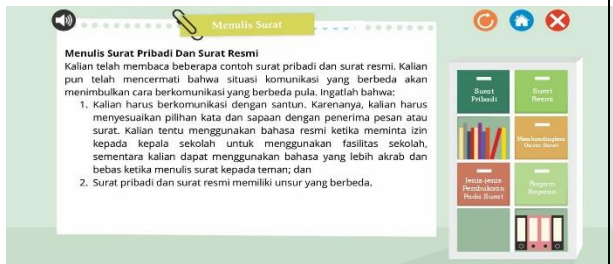 Menulis Surat
Menulis Surat Pribadi Dan Surat Resmi
Kalian telah membaca beberapa contoh surat pribadi dan surat resmi. Kalian
pun telah mencermati bahwa situasi komunikasi yang berbeda akan
menimbulkan cara berkomunikasi yang berbeda pula. Ingatlah bahwa:
1. Kalian harus berkomunikasi dengan santun. Karenanya, kalian harus
menyesuaikan pilihan kata dan sapaan dengan penerima pesan atau
surat. Kalian tentu menggunakan bahasa resmi ketika meminta izin
kepada kepala sekolah untuk menggunakan fasilitas sekolah,
sementara kalian dapat menggunakan bahasa yang lebih akrab dan
bebas ketika menulis surat kepada teman; dan
2. Surat pribadi dan surat resmi memiliki unsur yang berbeda.
Surat
Pribadi
Surat
Resmi
Membandingkan
Unsur Surat
Jenis-jenis
Pembukaan
Pada Surat
Ragam
Sapaan